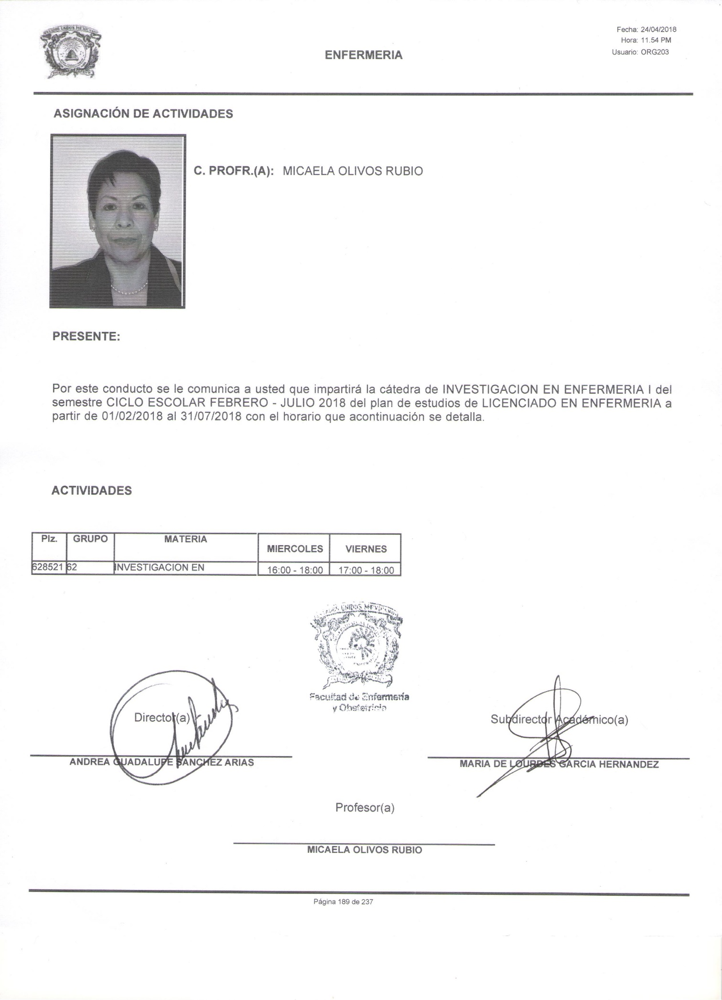 ESTADOS UNIDOS MEXICANOS
Fecha: 24/04/2018
Hora: 11.54 PM
Usuario: ORG203
ENFERMERIA
ASIGNACIÓN DE ACTIVIDADES
C. PROFR.(A): MICAELA OLIVOS RUBIO
PRESENTE:
Por este conducto se le comunica a usted que impartirá la cátedra de INVESTIGACION EN ENFERMERIA I del
semestre CICLO ESCOLAR FEBRERO - JULIO 2018 del plan de estudios de LICENCIADO EN ENFERMERIA a
partir de 01/02/2018 al 31/07/2018 con el horario que acontinuación se detalla.
ACTIVIDADES
Plz. GRUPO MATERIA MIERCOLES VIERNES
628521 62 INVESTIGACION EN 16:00 - 18:00 17:00 - 18:00
UNIDOS
Facultad de Enfermería
y Obstetricia
Director(a)
ANDREA GUADALUPE SANCHEZ ARIAS
Subdirector Académico(a)
MARIA DE LOURDES GARCIA HERNANDEZ
Profesor(a)
MICAELA OLIVOS RUBIO
Página 189 de 237